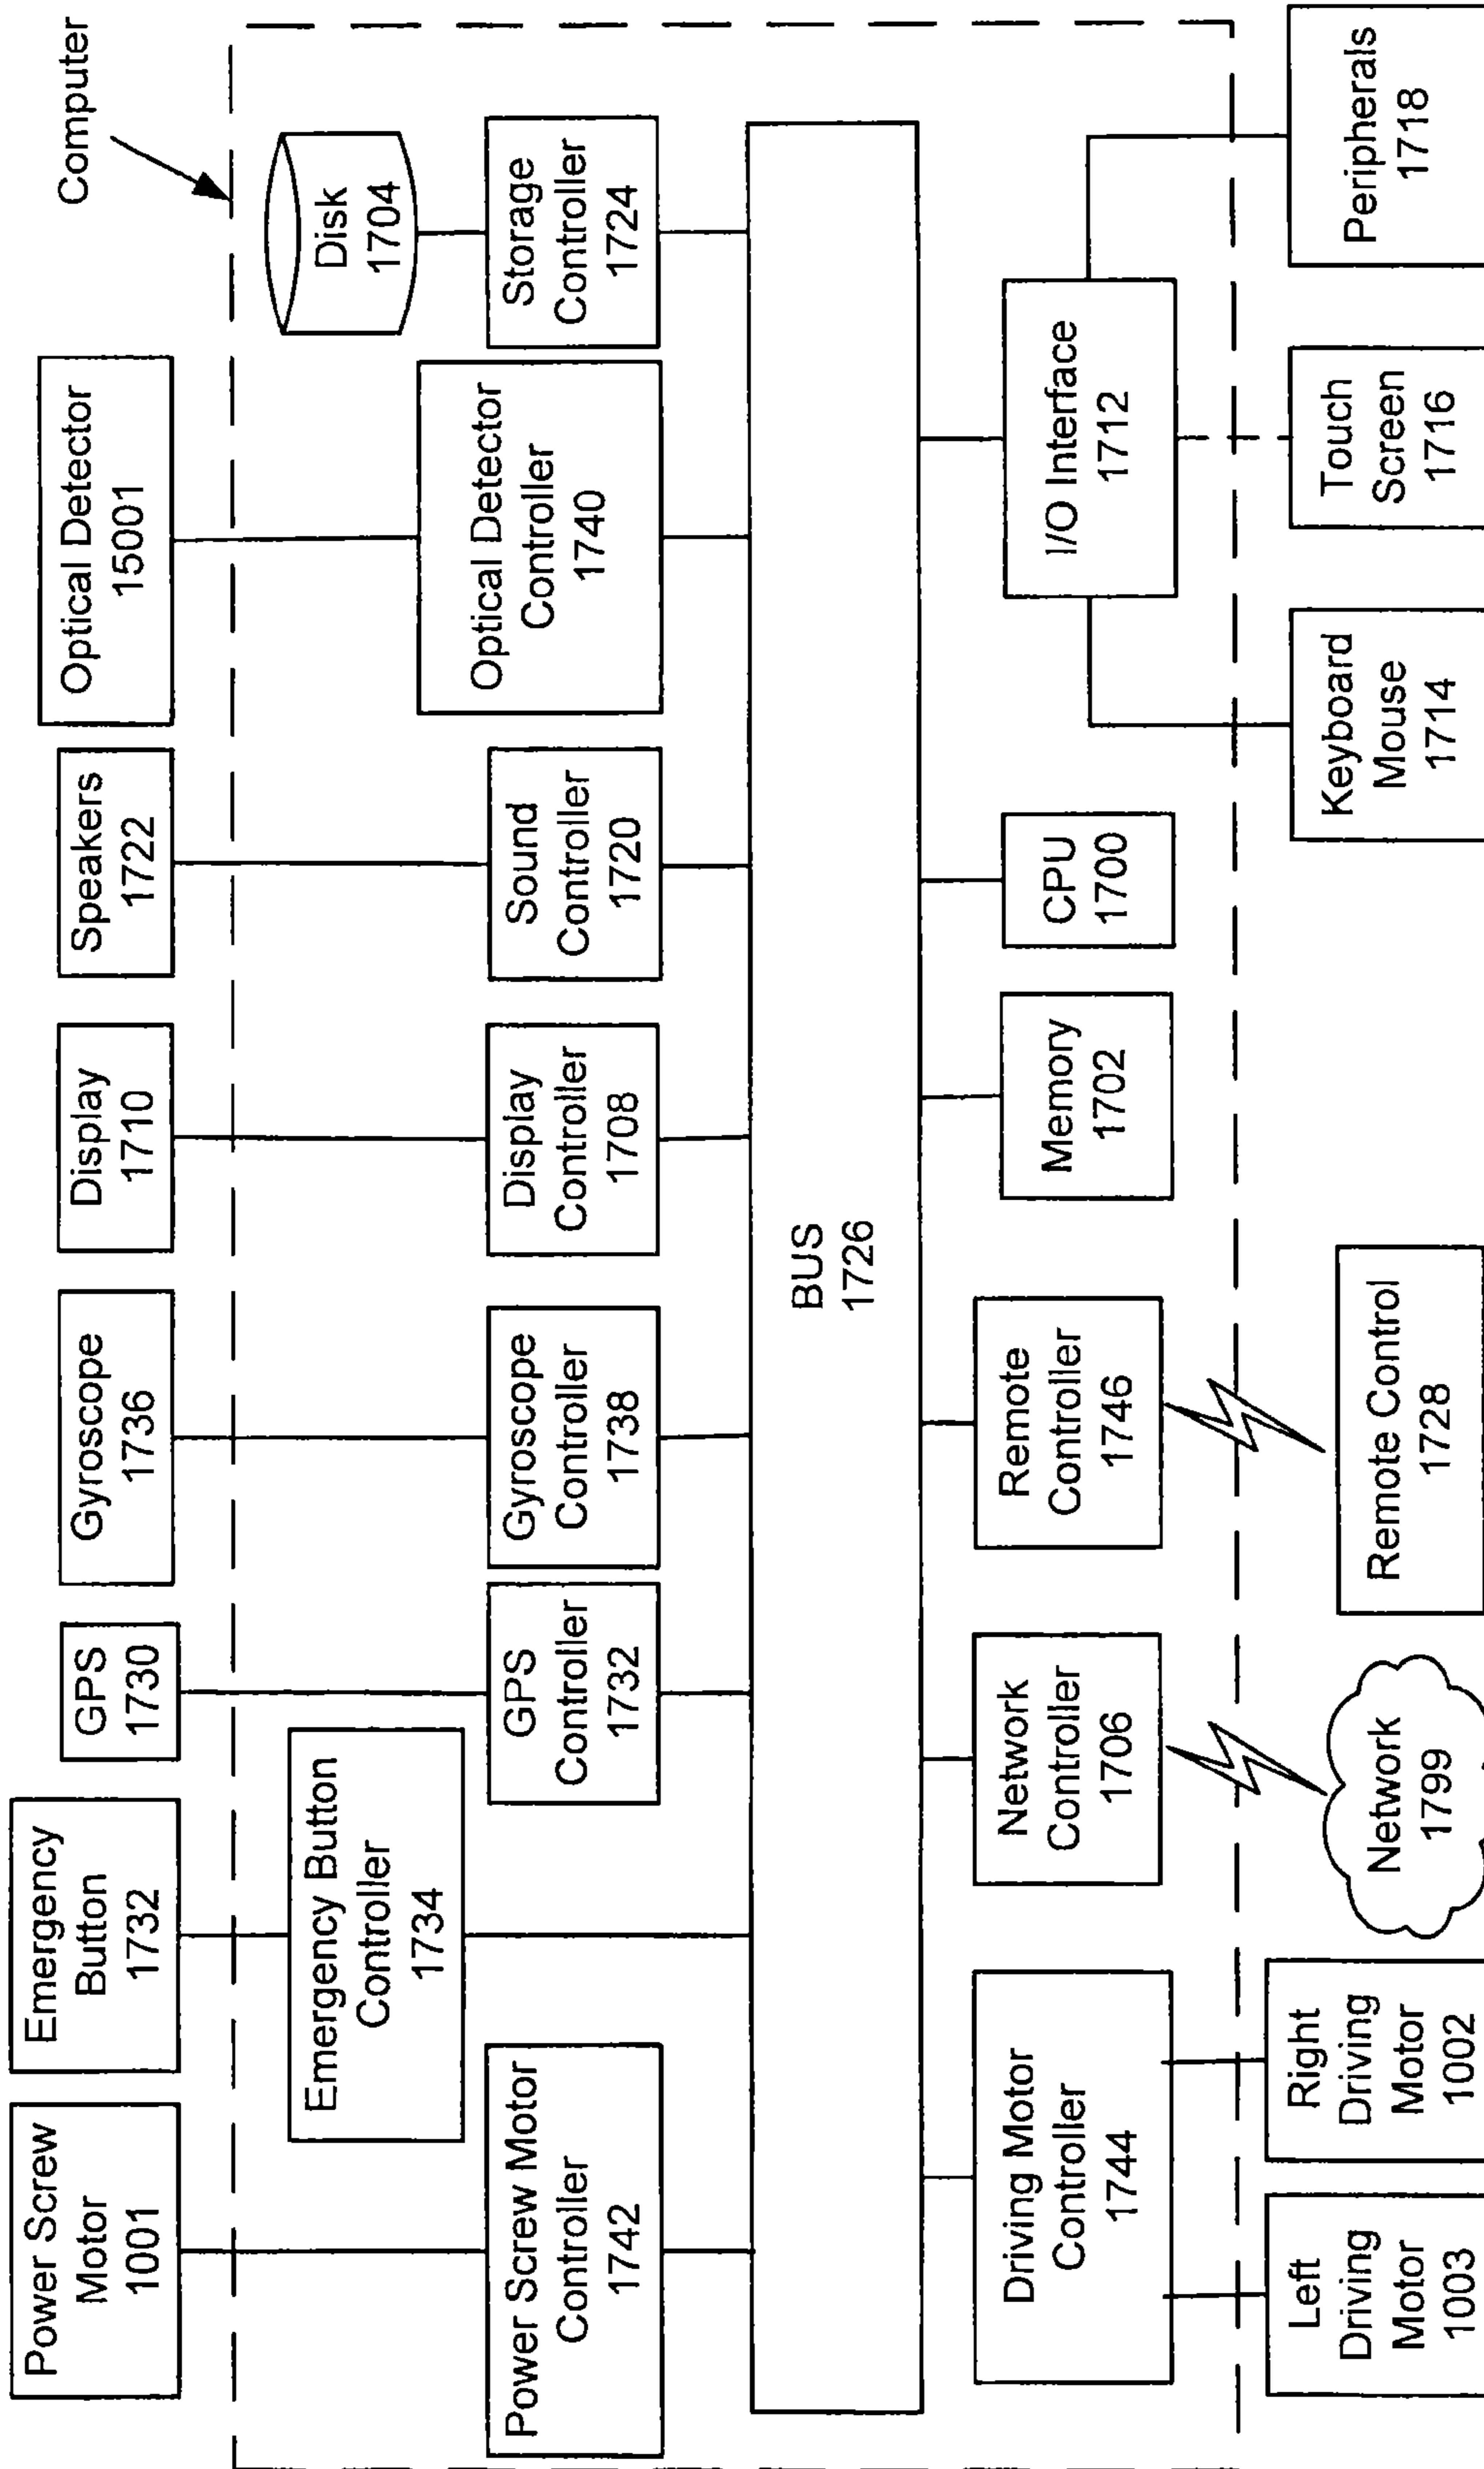 Power Screw
Motor
1001
Emergency
Button
1732
GPS
1730
Gyroscope
1736
Display
1710
Speakers
1722
Optical Detector
15001
Computer
Power Screw Motor
Controller
1742
Emergency Button
Controller
1734
GPS
Controller
1732
Gyroscope
Controller
1738
Display
Controller
1708
Sound
Controller
1720
Optical Detector
Controller
1740
Disk
1704
Storage
Controller
1724
BUS
1726
Driving Motor
Controller
1744
Network
Controller
1706
Remote
Controller
1746
Memory
1702
CPU
1700
I/O Interface
1712
Left
Driving
Motor
1003
Right
Driving
Motor
1002
Network
1799
Remote Control
1728
Keyboard
Mouse
1714
Touch
Screen
1716
Peripherals
1718